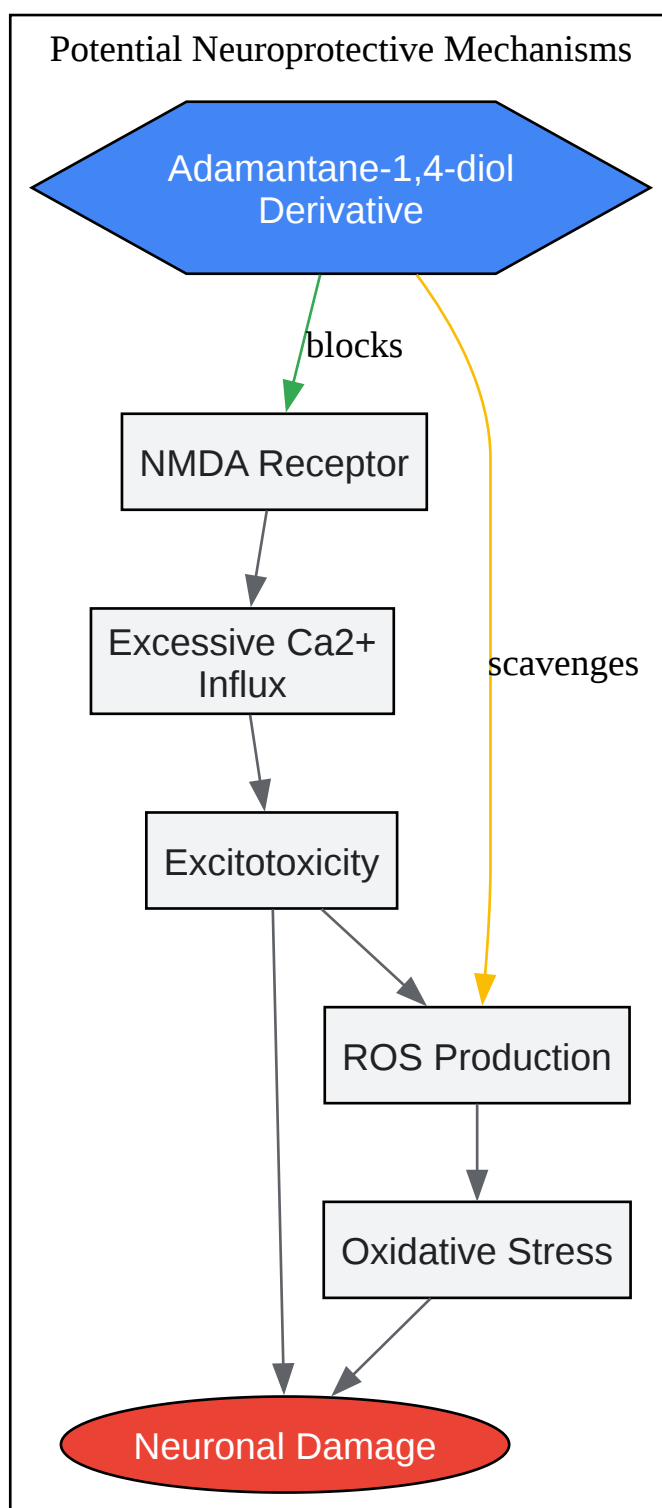 Potential Neuroprotective Mechanisms
Adamantane-1,4-diol
Derivative
blocks
NMDA Receptor
Excessive Ca2+
Influx
scavenges
Excitotoxicity
ROS Production
Oxidative Stress
Neuronal Damage